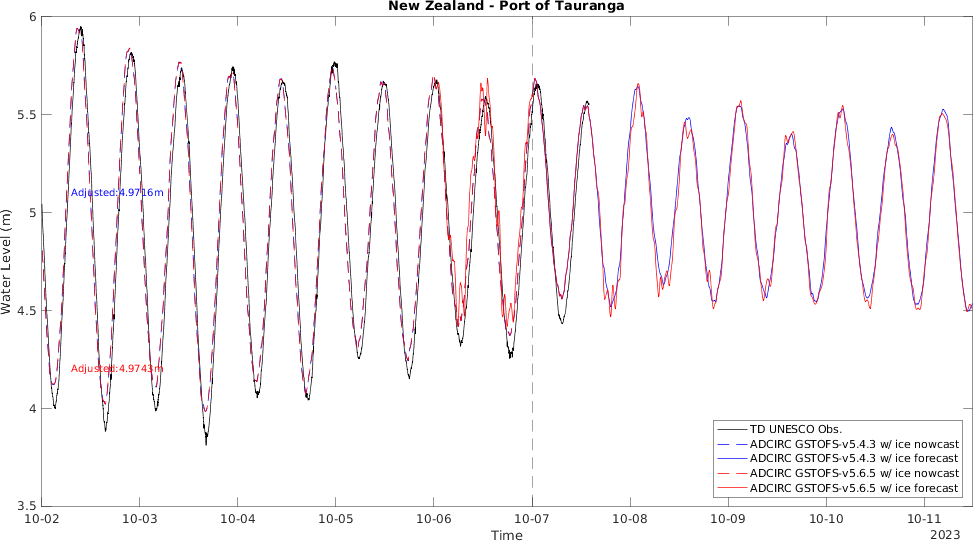 New Zealand - Port of Tauranga
6
5.5
5
4.5
4
3.5
Water Level (m)
Adjusted:4.9716m
Adjusted:4.9743m
TD UNESCO Obs.
ADCIRC GSTOFS-v5.4.3 w/ ice nowcast
ADCIRC GSTOFS-v5.4.3 w/ ice forecast
ADCIRC GSTOFS-v5.6.5 w/ ice nowcast
ADCIRC GSTOFS-v5.6.5 w/ ice forecast
10-02 10-03 10-04 10-05 10-06 10-07 10-08 10-09 10-10 10-11
Time
2023